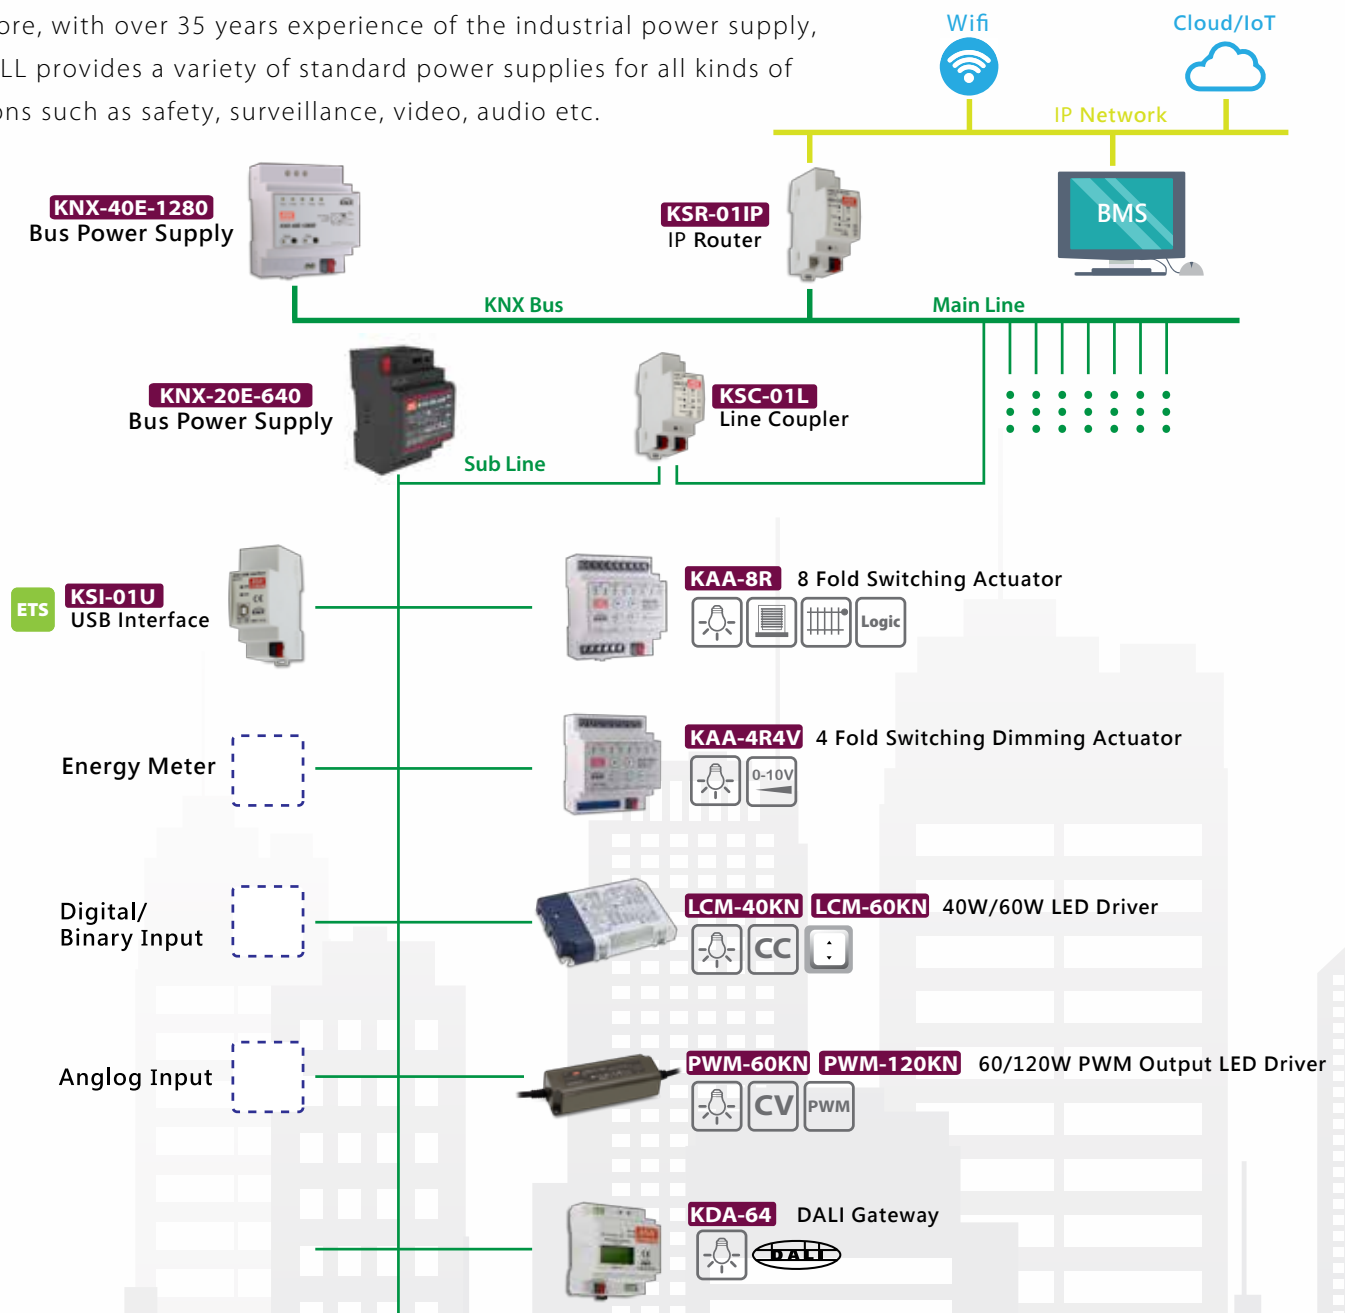 ore, with over 35 years experience of the industrial power supply,
LL provides a variety of standard power supplies for all kinds of
ons such as safety, surveillance, video, audio etc.
Wifi
Cloud/IoT
IP Network
KNX-40E-1280
Bus Power Supply
KSR-01IP
IP Router
BMS
KNX Bus
Main Line
KNX-20E-640
Bus Power Supply
KSC-01L
Line Coupler
Sub Line
ETS
KSI-01U
USB Interface
KAA-8R 8 Fold Switching Actuator
Logic
Energy Meter
KAA-4R4V 4 Fold Switching Dimming Actuator
0-10V
Digital/
Binary Input
LCM-40KN LCM-60KN 40W/60W LED Driver
CC
Anglog Input
PWM-60KN PWM-120KN 60/120W PWM Output LED Driver
CV
PWM
KDA-64 DALI Gateway
DALI